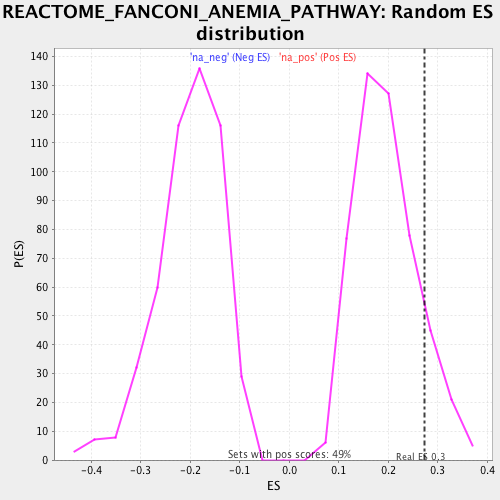 REACTOME_FANCONI_ANEMIA_PATHWAY: Random ES
distribution
'na_neg' (Neg ES) 'na_pos' (Pos ES)
140
130
120
110
100
90
80
70
60
50
40
30
20
10
0
P(ES)
Sets with pos scores: 49%
Real ES 0,3
-0.4 -0.3 -0.2 -0.1 0.0 0.1 0.2 0.3 0.4
ES